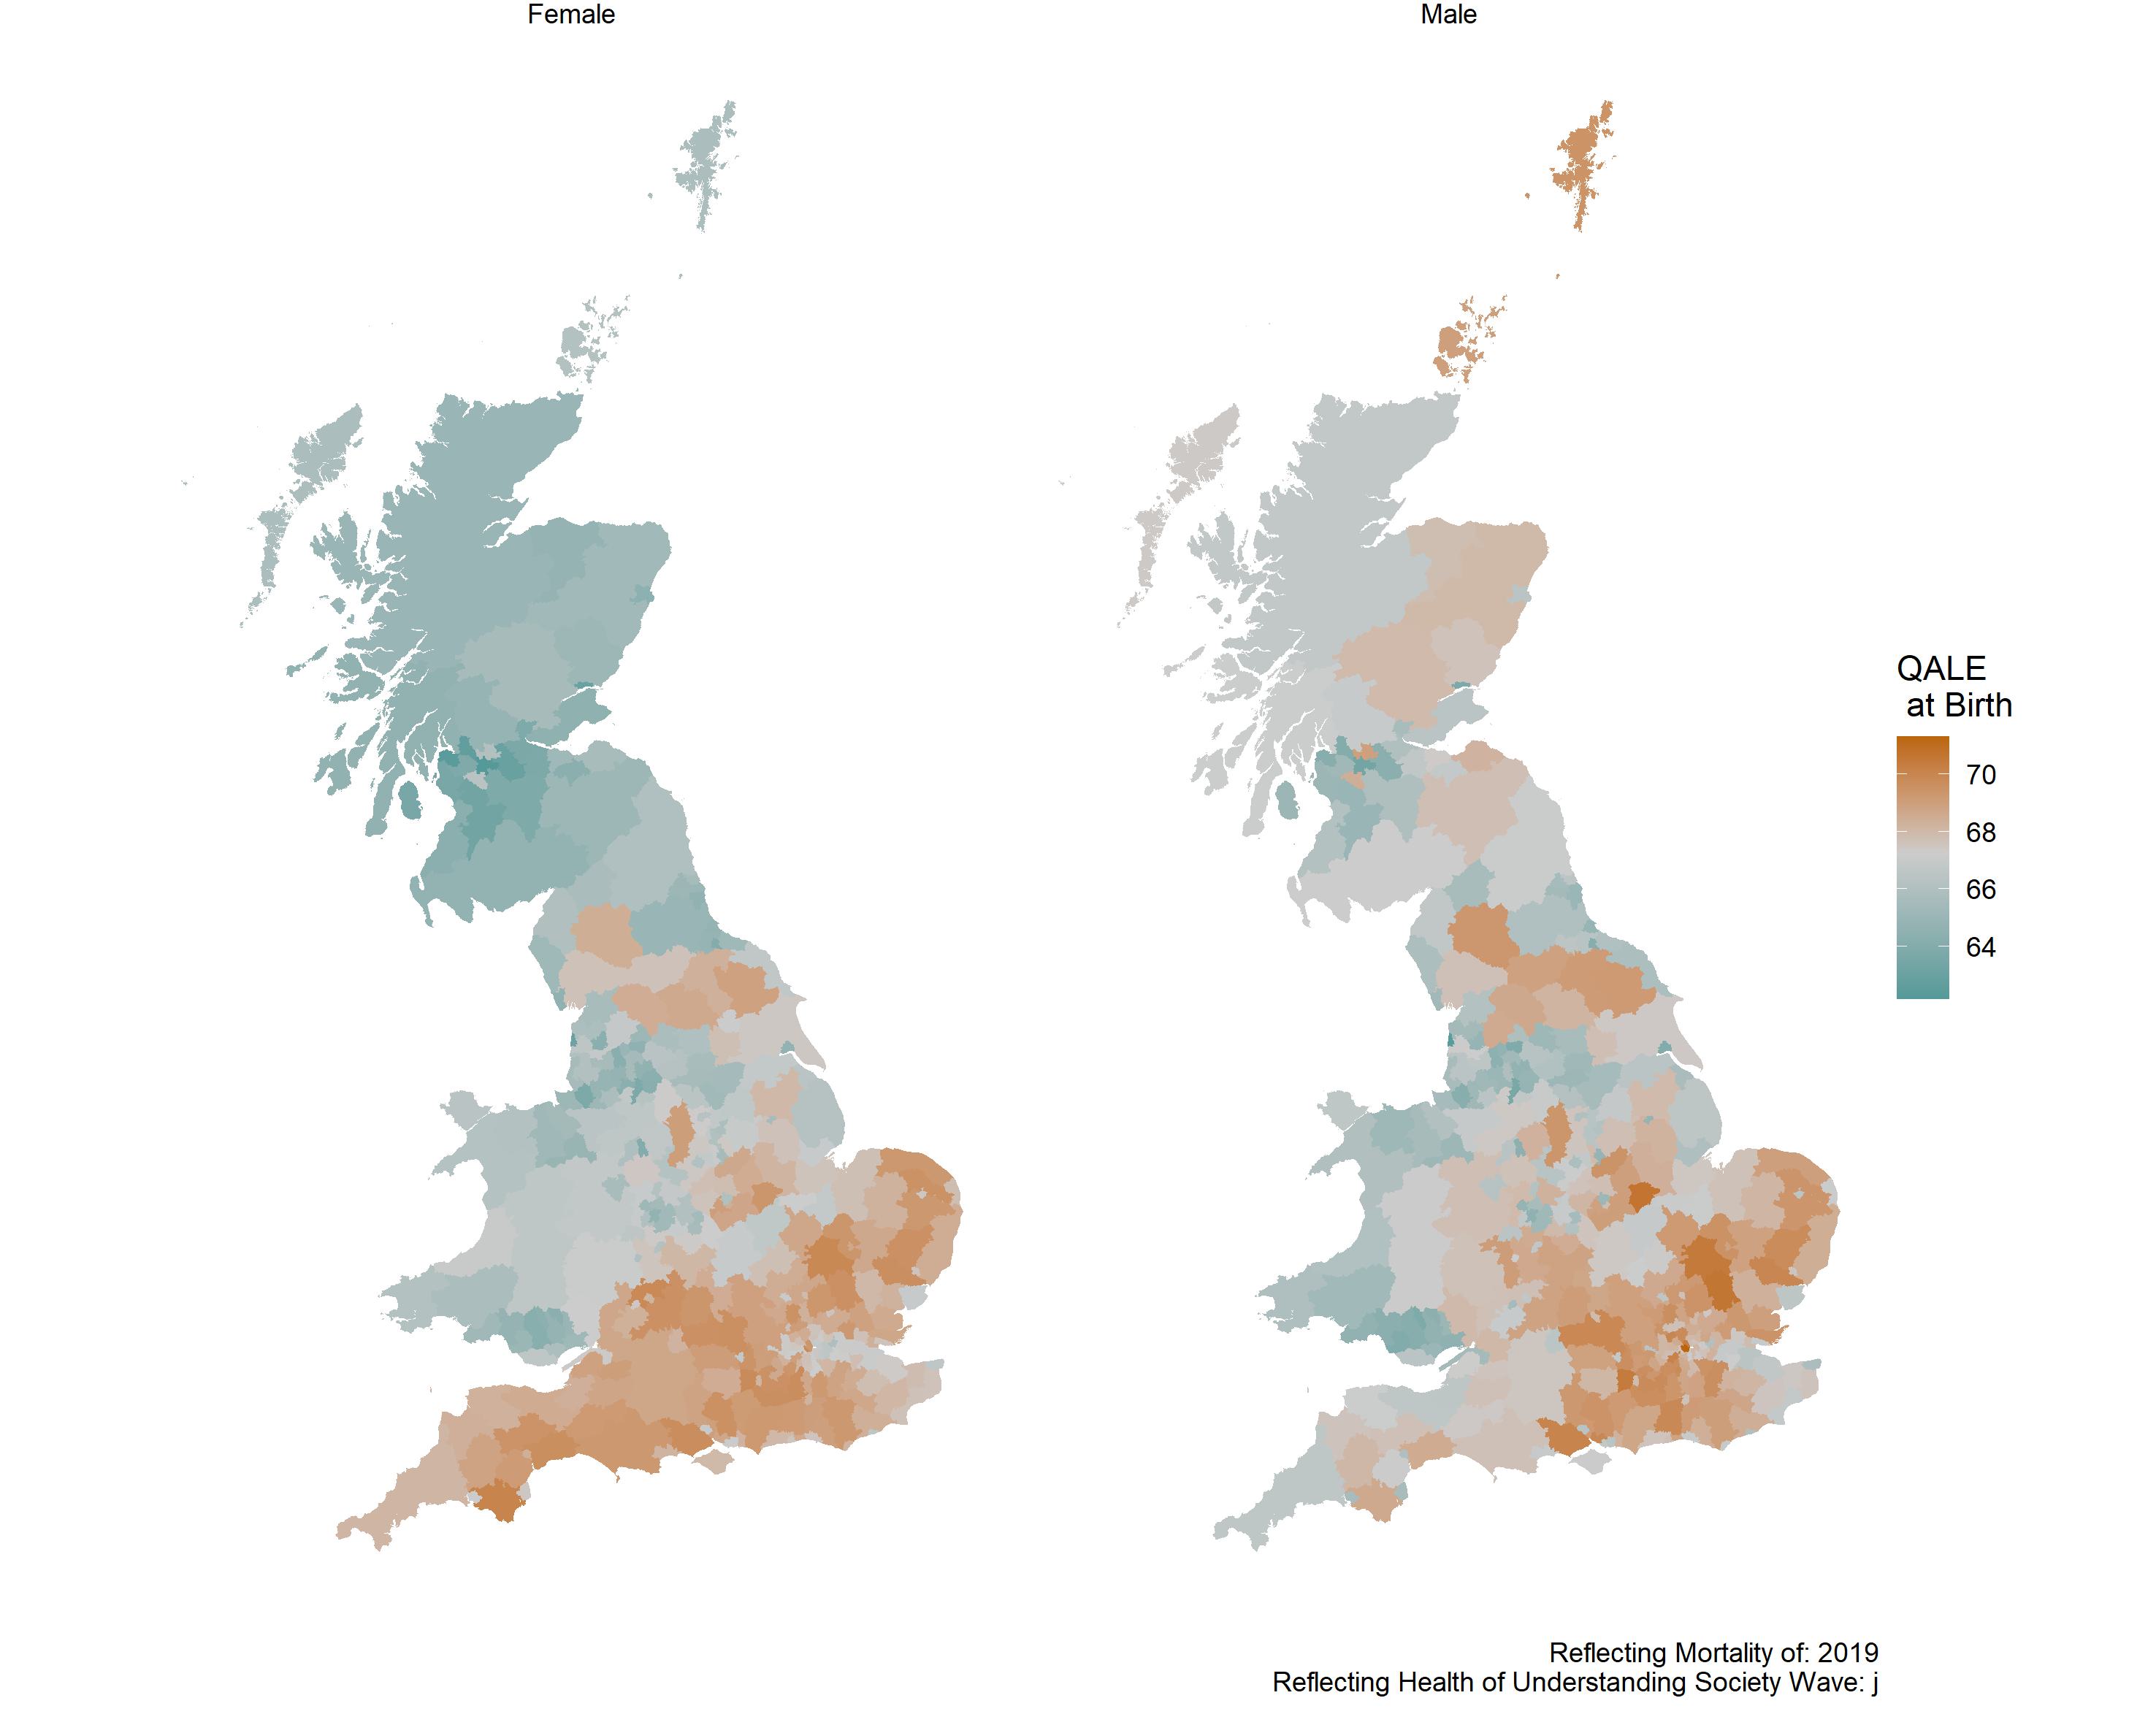 Female
Male
QALE
at Birth
70
68
66
64
Reflecting Mortality of: 2019
Reflecting Health of Understanding Society Wave: j